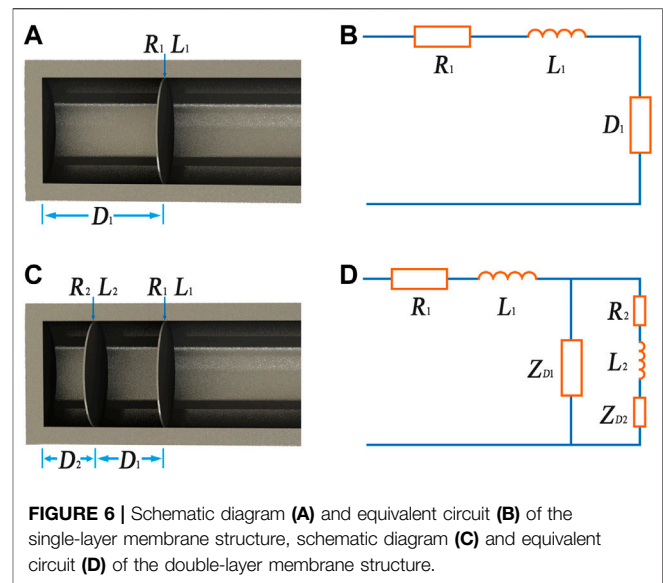 A
R₁ L₁
D₁
B
R₁
L₁
D₁
C
R₂ L₂
R₁ L₁
D₂
D₁
D
R₁
L₁
Z_D1
R₂
L₂
Z_D2
FIGURE 6 | Schematic diagram (A) and equivalent circuit (B) of the
single-layer membrane structure, schematic diagram (C) and equivalent
circuit (D) of the double-layer membrane structure.